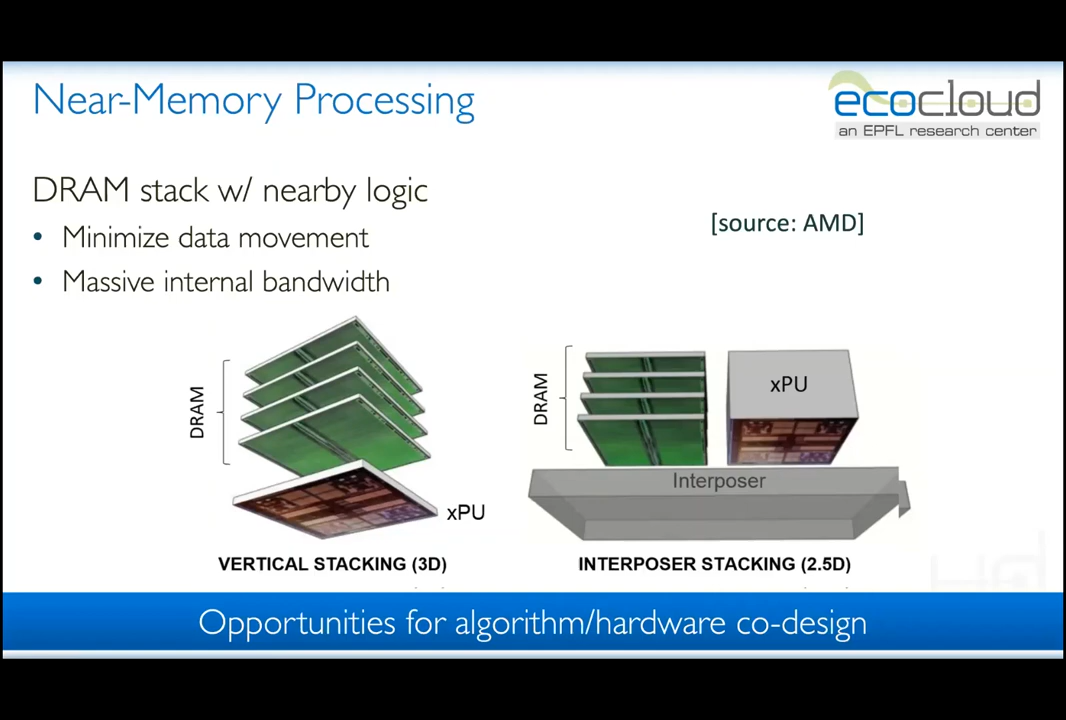 Near-Memory Processing
ecocloud
an EPFL research center
DRAM stack w/ nearby logic
• Minimize data movement
• Massive internal bandwidth
[source: AMD]
DRAM
xPU
VERTICAL STACKING (3D)
DRAM
xPU
Interposer
INTERPOSER STACKING (2.5D)
Opportunities for algorithm/hardware co-design